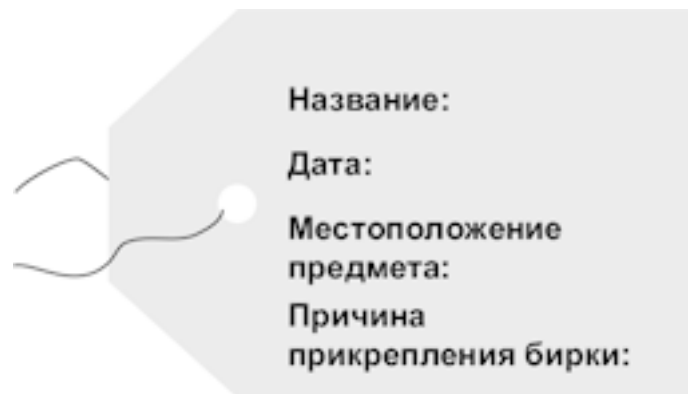 Название:
Дата:
Местоположение
предмета:
Причина
прикрепления бирки: